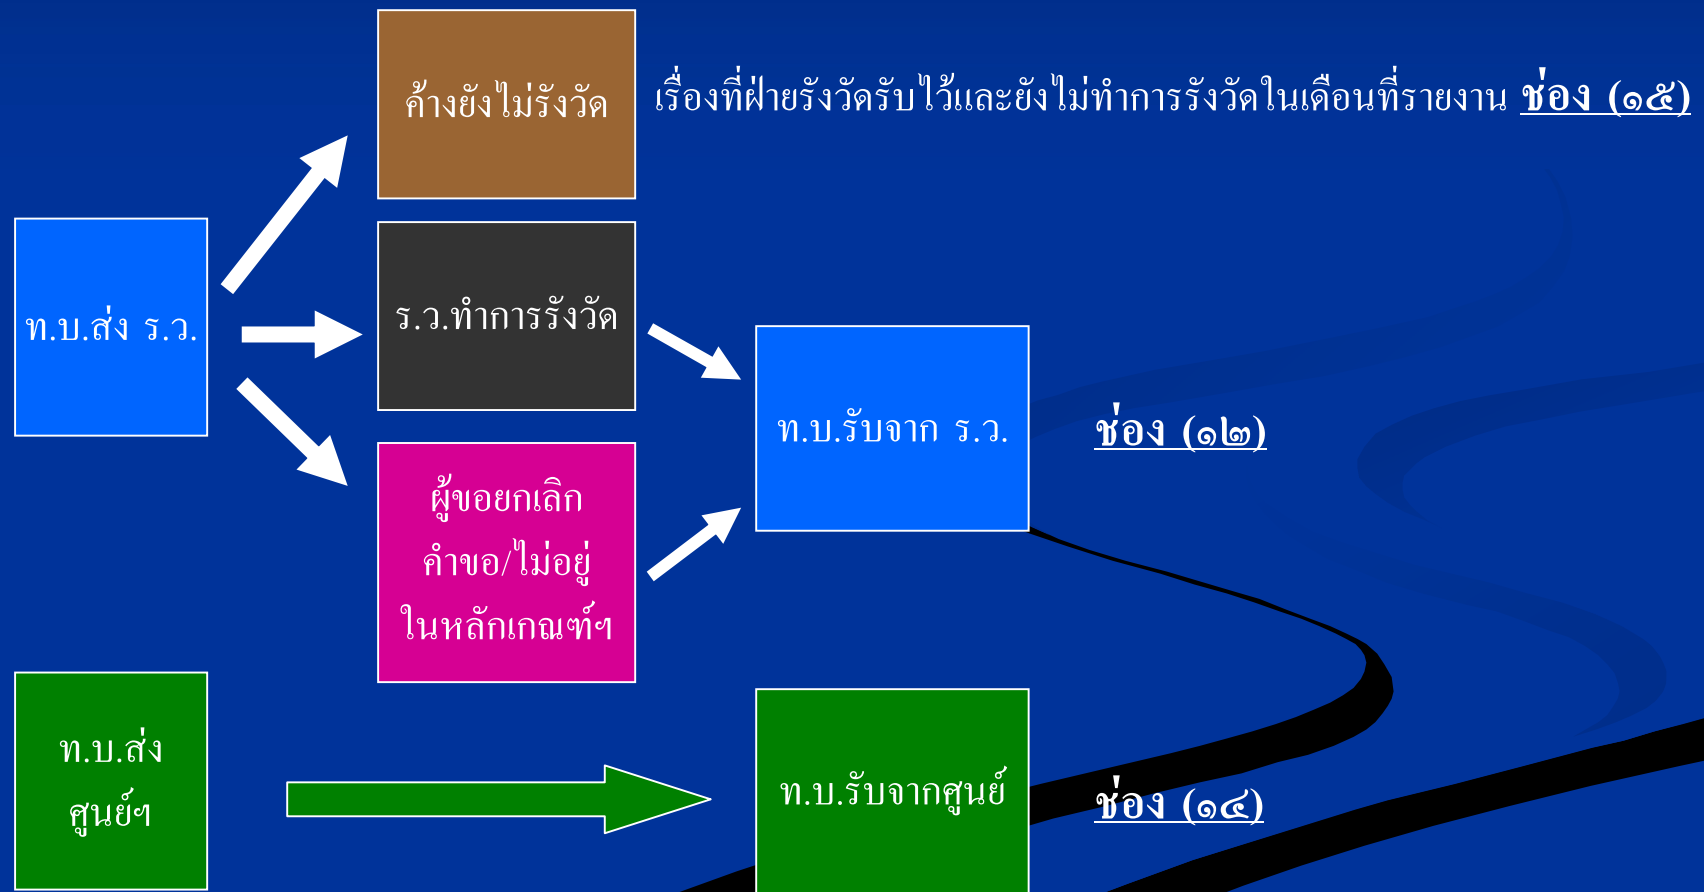 ค้างยังไม่รังวัด
เรื่องที่ฝ่ายรังวัดรับไว้และยังไม่ทำการรังวัดในเดือนที่รายงาน ช่อง (๑๕)
ท.บ.ส่ง ร.ว.
ร.ว.ทำการรังวัด
ท.บ.รับจาก ร.ว.
ช่อง (๑๒)
ผู้ขอยกเลิก
คำขอ/ไม่อยู่
ในหลักเกณฑ์ฯ
ท.บ.ส่ง
ศูนย์ฯ
ท.บ.รับจากศูนย์
ช่อง (๑๔)